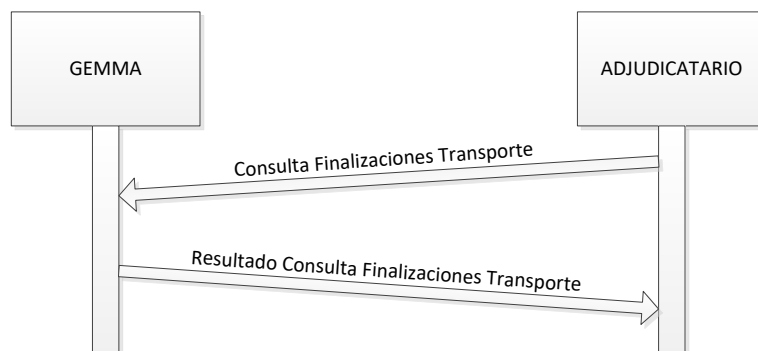 GEMMA
ADJUDICATARIO
Consulta Finalizaciones Transporte
Resultado Consulta Finalizaciones Transporte